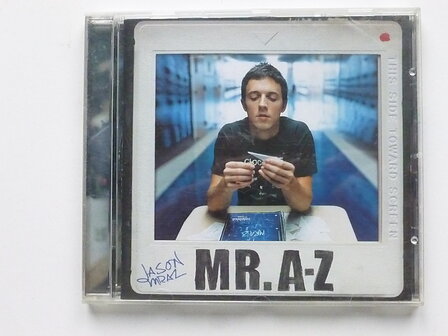 THIS SIDE TOWARD SCREEN
JASON
MRAZ
MR. A-Z